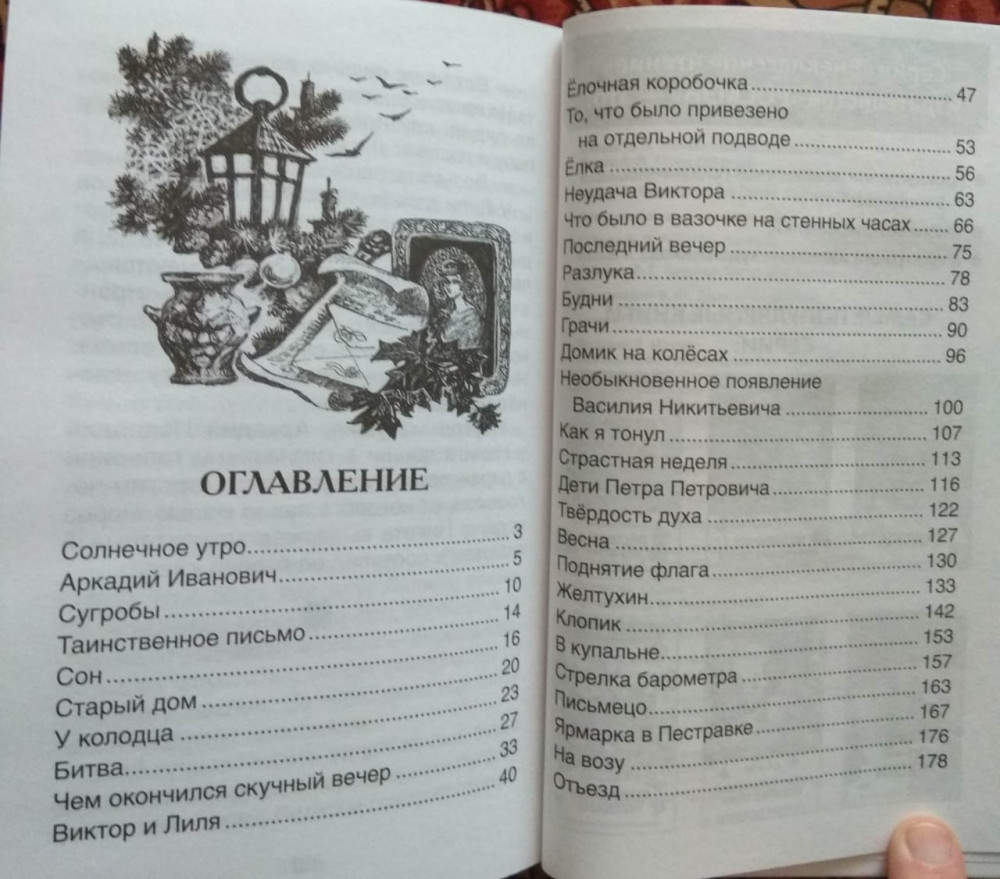 ОГЛАВЛЕНИЕ
Солнечное утро 3
Аркадий Иванович 5
Сугробы 10
Таинственное письмо 14
Сон 16
Старый дом 20
У колодца 23
Битва 27
Чем окончился скучный вечер 33
Виктор и Лиля 40
Ёлочная коробочка 47
То, что было привезено
на отдельной подводе 53
Ёлка 56
Неудача Виктора 63
Что было в вазочке на стенных часах 66
Последний вечер 75
Разлука 78
Будни 83
Грачи 90
Домик на колёсах 96
Необыкновенное появление
Василия Никитьевича 100
Как я тонул 107
Страстная неделя 113
Дети Петра Петровича 116
Твёрдость духа 122
Весна 127
Поднятие флага 130
Желтухин 133
Клопик 142
В купальне 153
Стрелка барометра 157
Письмецо 163
Ярмарка в Пестравке 167
На возу 176
Отъезд 178